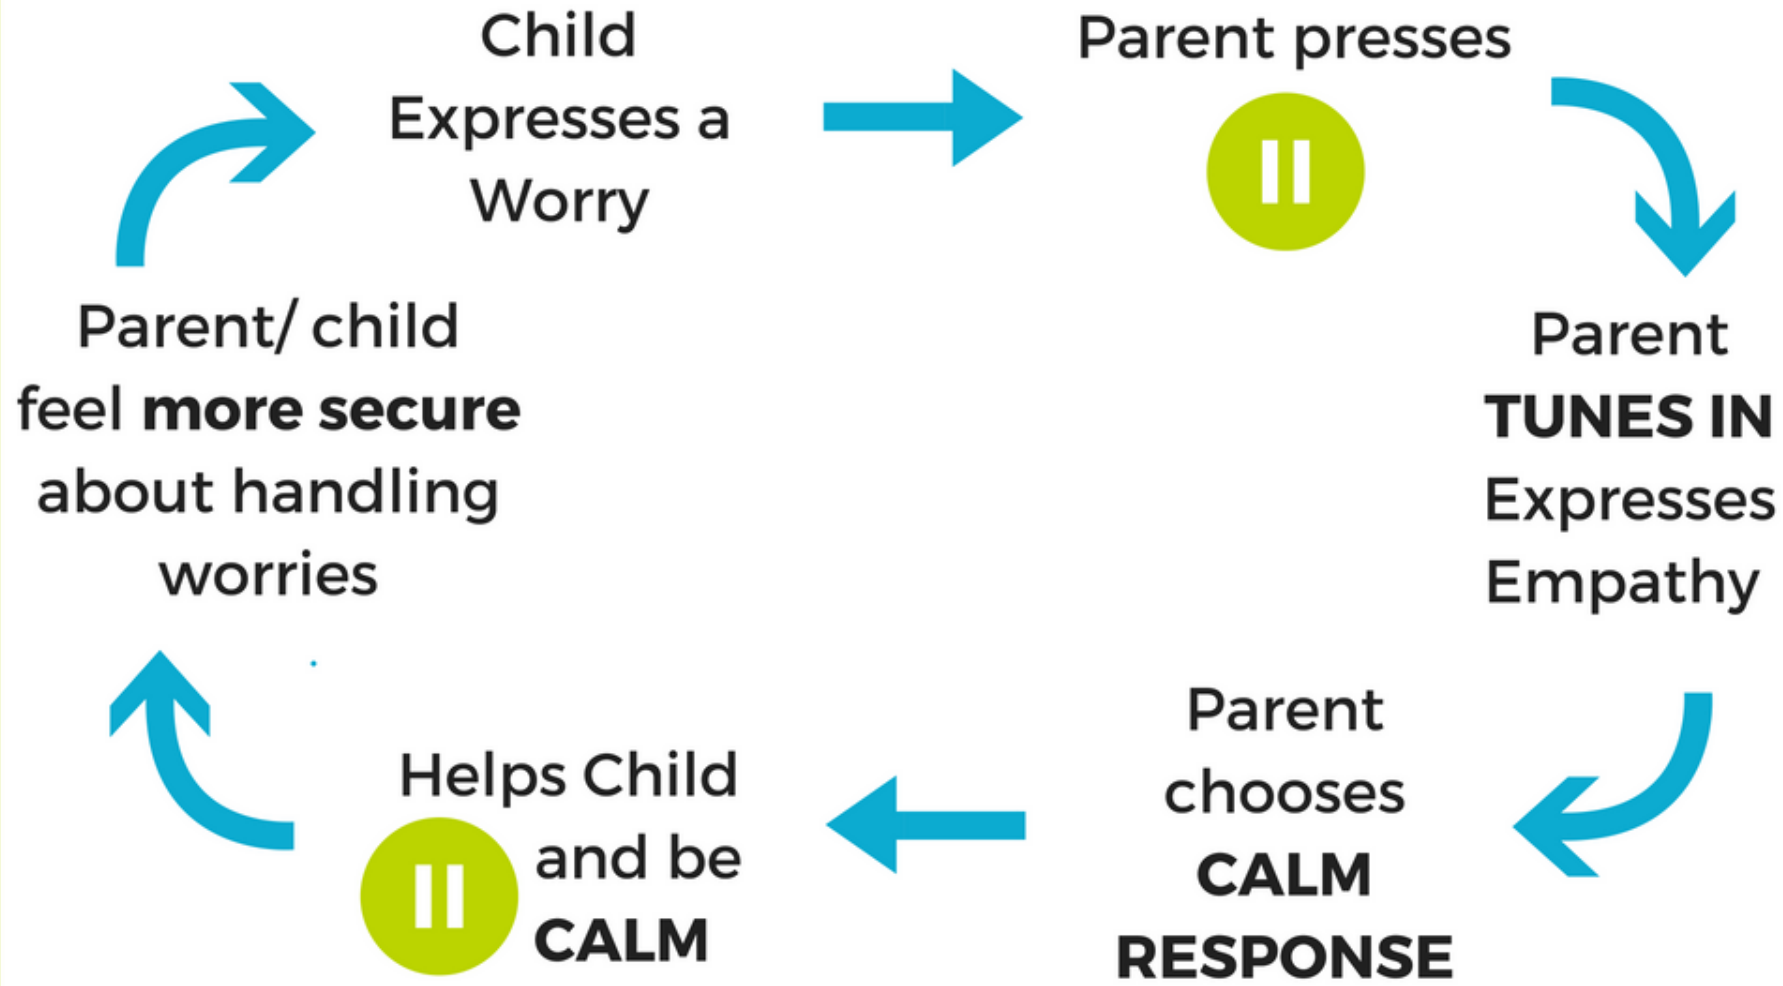 Child
Expresses a
Worry
Parent presses
Parent
TUNES IN
Expresses
Empathy
Parent
chooses
CALM
RESPONSE
Helps Child
and be
CALM
Parent/ child
feel more secure
about handling
worries